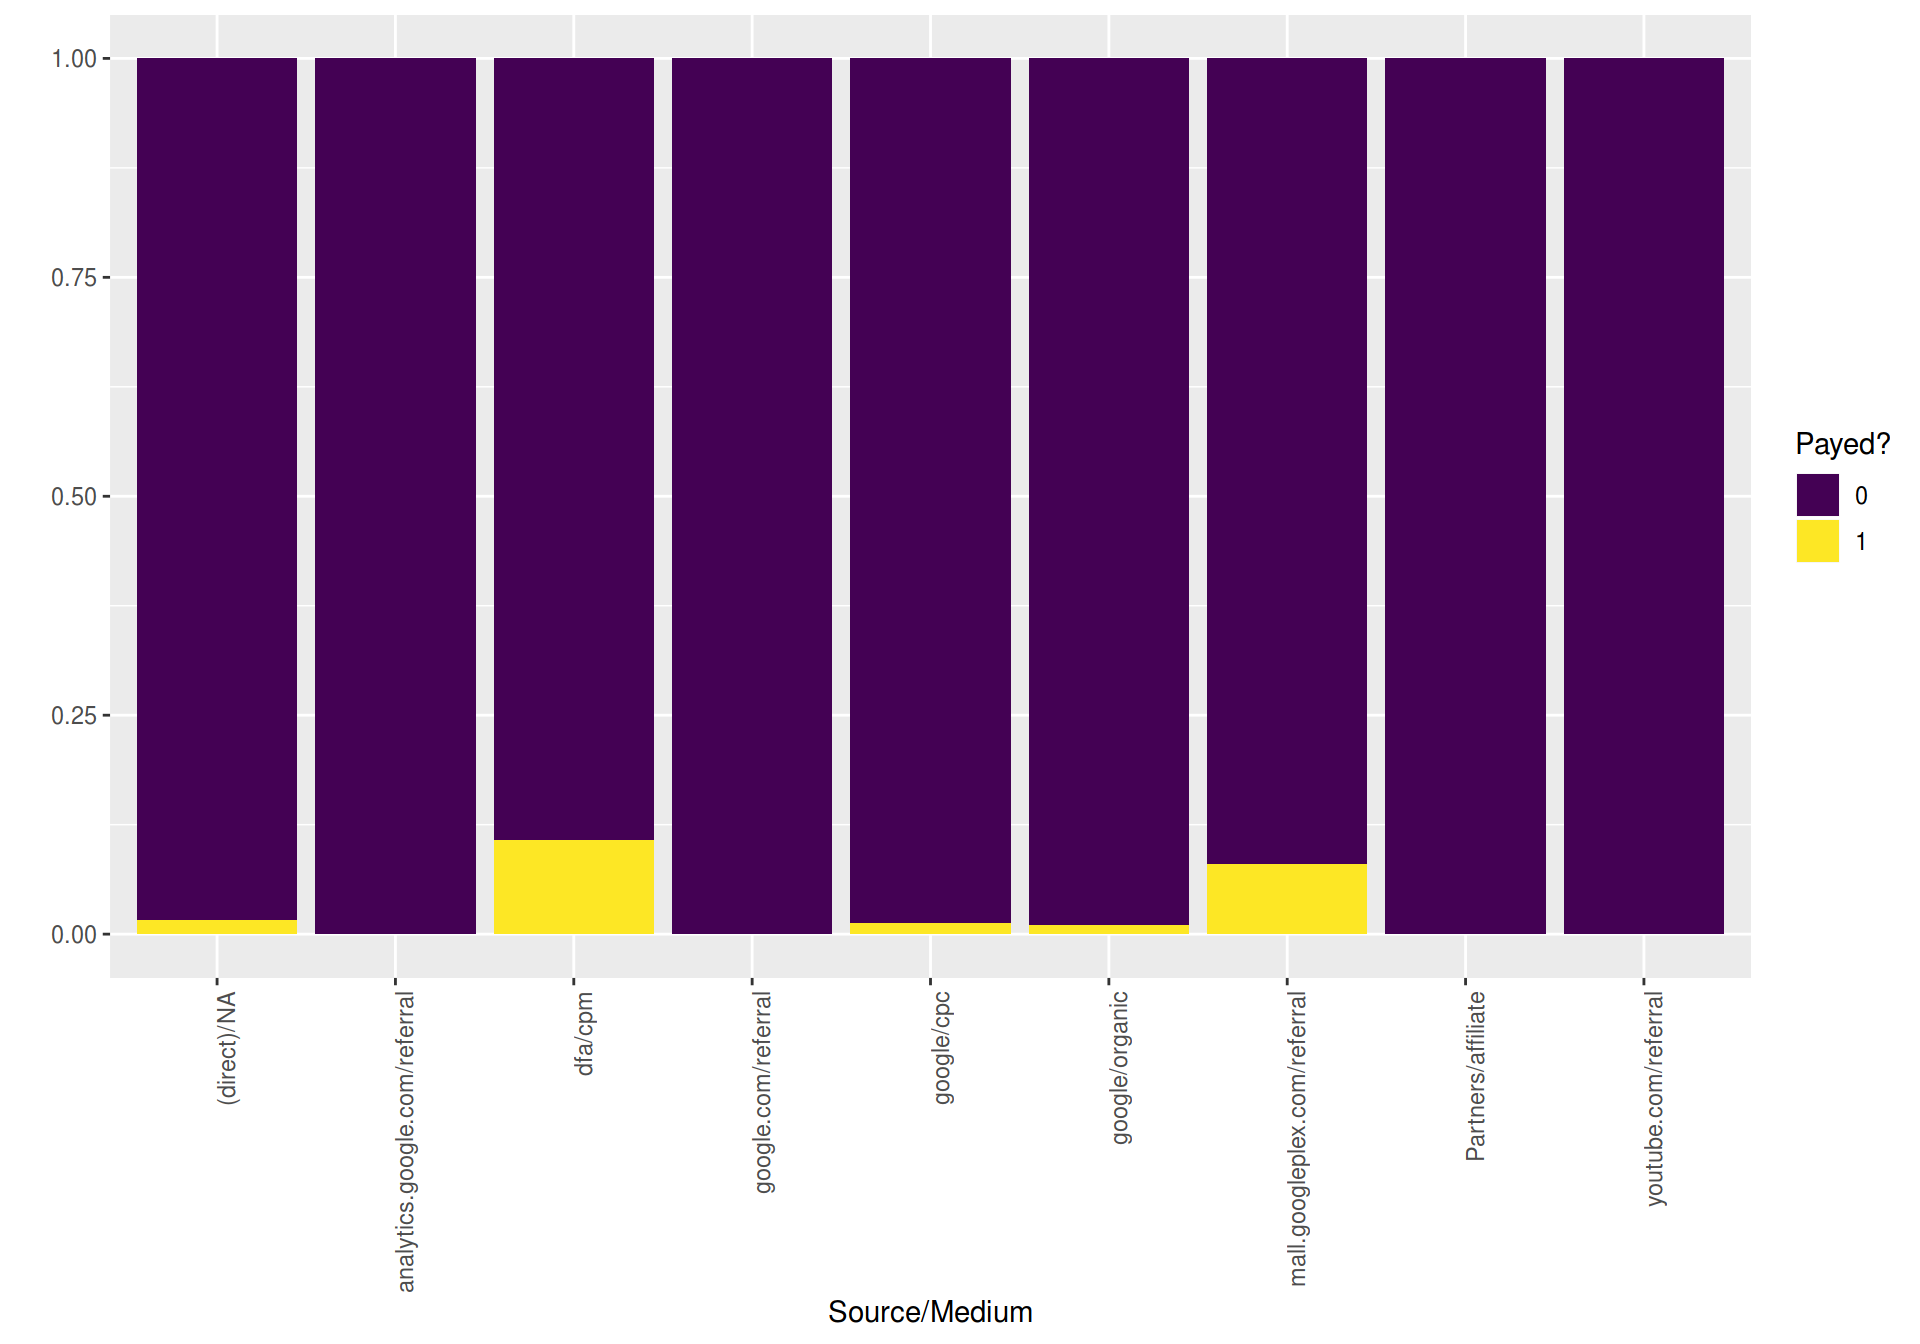 1.00
0.75
0.50
0.25
0.00
(direct)/NA
analytics.google.com/referral
dfa/cpm
google.com/referral
google/cpc
google/organic
mall.googleplex.com/referral
Partners/affiliate
youtube.com/referral
Source/Medium
Payed?
0
1